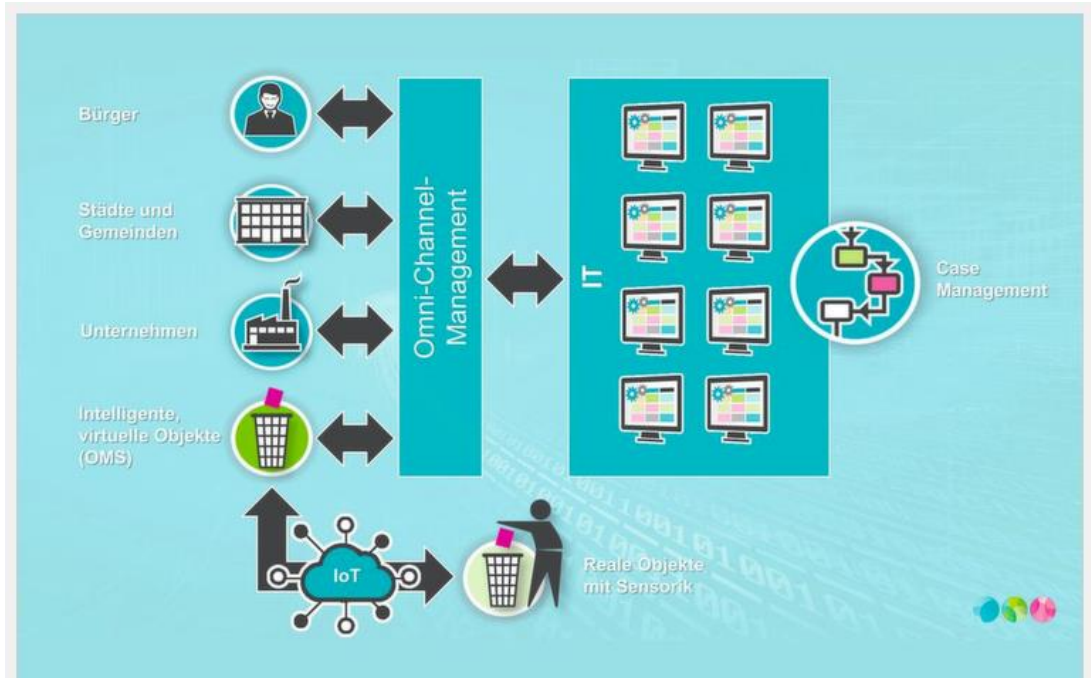 Bürger
Städte und
Gemeinden
Unternehmen
Intelligente,
virtuelle Objekte
(OMS)
Omni-Channel-
Management
IT
Case
Management
IoT
Reale Objekte
mit Sensorik